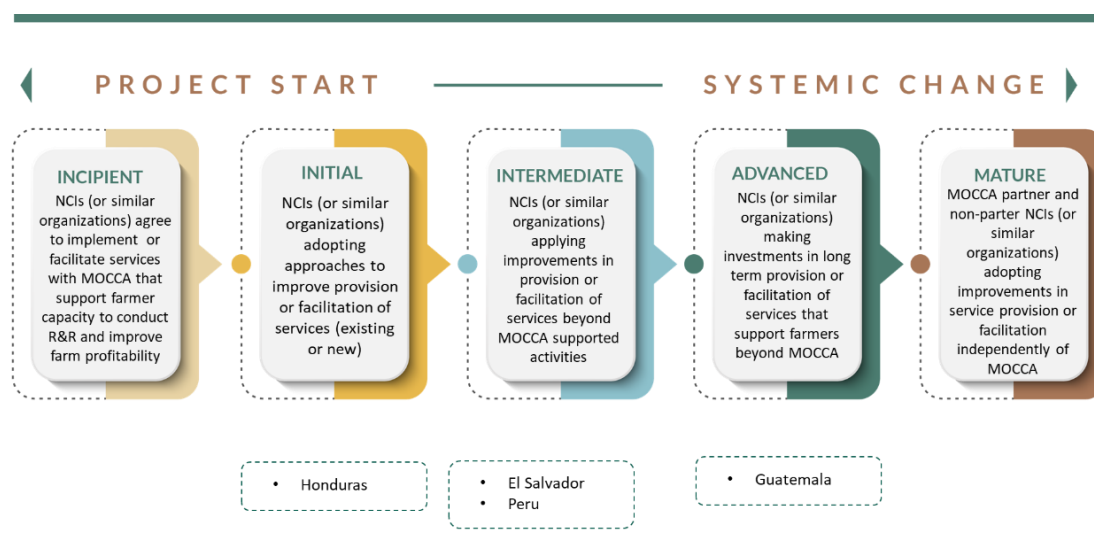 PROJECT START
SYSTEMIC CHANGE
INCIPIENT
NCIs (or similar
organizations) agree
to implement or
facilitate services
with MOCCA that
support farmer
capacity to conduct
R&R and improve
farm profitability
INITIAL
NCIs (or similar
organizations)
adopting
approaches to
improve provision
or facilitation of
services (existing
or new)
INTERMEDIATE
NCIs (or similar
organizations)
applying
improvements in
provision or
facilitation of
services beyond
MOCCA supported
activities
ADVANCED
NCIs (or similar
organizations)
making
investments in long
term provision or
facilitation of
services that
support farmers
beyond MOCCA
MATURE
MOCCA partner and
non-parter NCIs (or
similar
organizations)
adopting
improvements in
service provision or
facilitation
independently of
MOCCA
• Honduras
• El Salvador
• Peru
• Guatemala